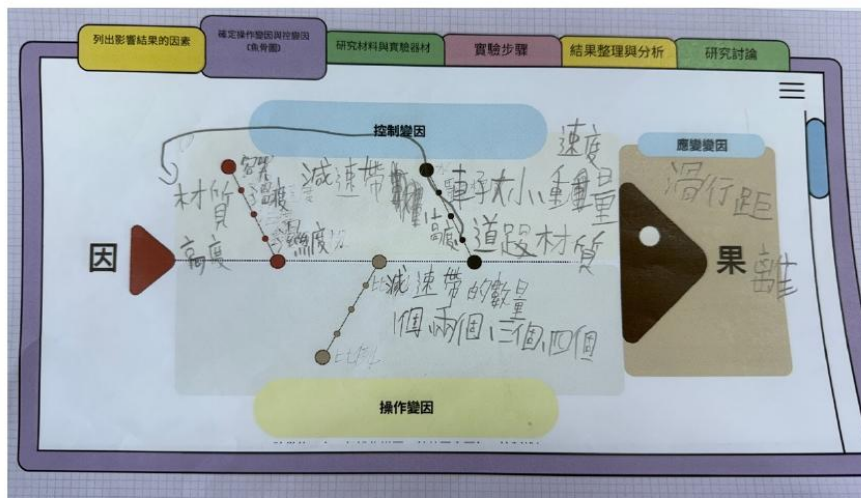 列出影響結果的因素
確定操作變因與控變因
(魚骨圖)
研究材料與實驗器材
實驗步驟
結果整理與分析
研究討論
控制變因
應變變因
速度
減速帶
車子大小、重量
滑行距
離
材質
溫度
高度
濕度
道路材質
因
果
減速帶的數量
1個、兩個、三個、四個
操作變因